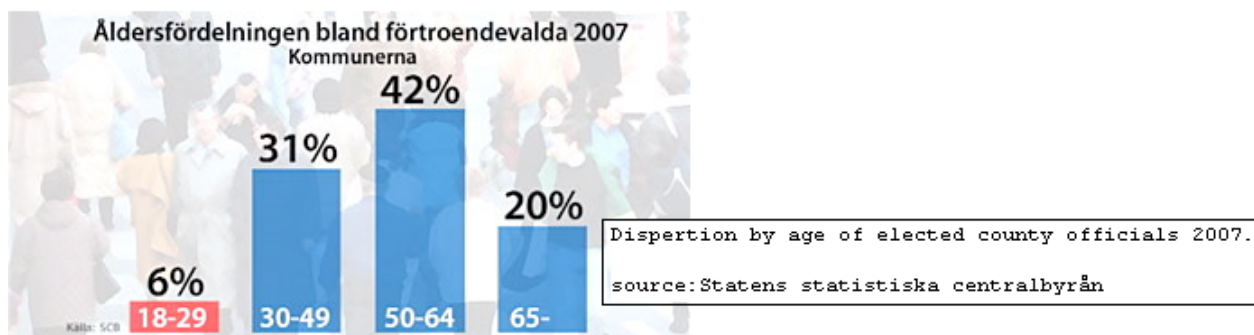 Åldersfördelningen bland förtroendevalda 2007
Kommunerna
42%
31%
20%
6%
18-29
30-49
50-64
65-
Källa: SCB
Dispertion by age of elected county officials 2007.
source:Statens statistiska centralbyrån